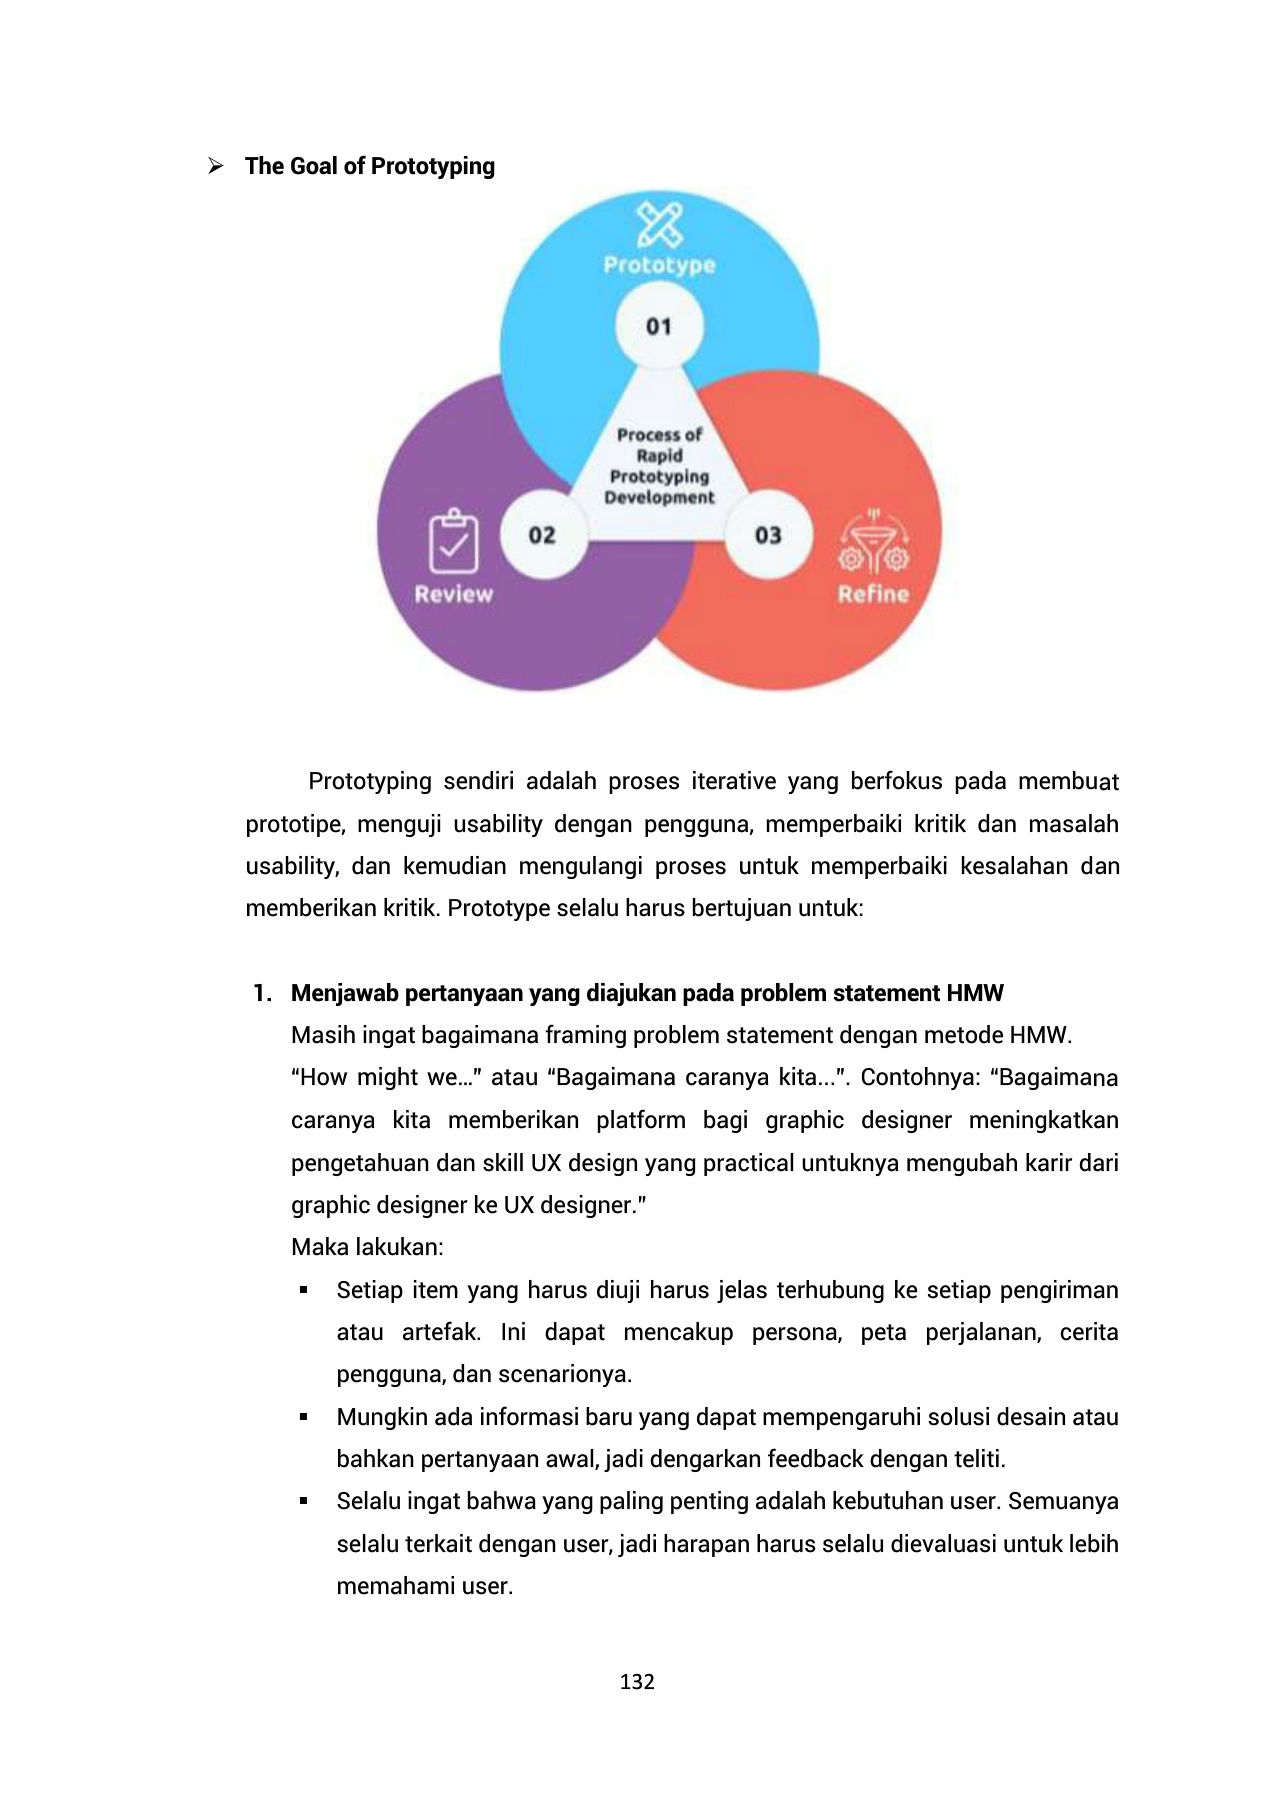 ➢ The Goal of Prototyping
Prototype
01
Process of
Rapid
Prototyping
Development
02
03
Review
Refine
Prototyping sendiri adalah proses iterative yang berfokus pada membuat
prototipe, menguji usability dengan pengguna, memperbaiki kritik dan masalah
usability, dan kemudian mengulangi proses untuk memperbaiki kesalahan dan
memberikan kritik. Prototype selalu harus bertujuan untuk:
1. Menjawab pertanyaan yang diajukan pada problem statement HMW
Masih ingat bagaimana framing problem statement dengan metode HMW.
“How might we…” atau “Bagaimana caranya kita...”. Contohnya: “Bagaimana
caranya kita memberikan platform bagi graphic designer meningkatkan
pengetahuan dan skill UX design yang practical untuknya mengubah karir dari
graphic designer ke UX designer.”
Maka lakukan:
▪ Setiap item yang harus diuji harus jelas terhubung ke setiap pengiriman
atau artefak. Ini dapat mencakup persona, peta perjalanan, cerita
pengguna, dan scenarionya.
▪ Mungkin ada informasi baru yang dapat mempengaruhi solusi desain atau
bahkan pertanyaan awal, jadi dengarkan feedback dengan teliti.
▪ Selalu ingat bahwa yang paling penting adalah kebutuhan user. Semuanya
selalu terkait dengan user, jadi harapan harus selalu dievaluasi untuk lebih
memahami user.
132